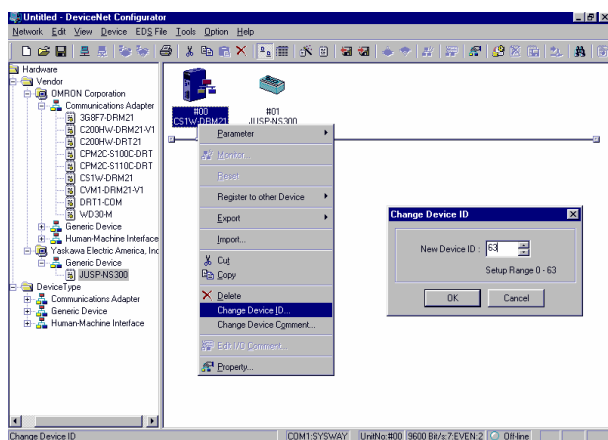 Untitled - DeviceNet Configurator
Network Edit View Device EDS File Tools Option Help
Hardware
Vendor
OMRON Corporation
Communications Adapter
3G8F7-DRM21
C200HW-DRM21-V1
C200HW-DRT21
CPM2C-S100C-DRT
CPM2C-S110C-DRT
CS1W-DRM21
CVM1-DRM21-V1
DRT1-COM
WD30-M
Generic Device
Human-Machine Interface
Yaskawa Electric America, Inc
Generic Device
JUSP-NS300
DeviceType
Communications Adapter
Generic Device
Human-Machine Interface
#00
CS1W-DRM21
#01
JUSP-NS300
Parameter
Monitor...
Reset
Register to other Device
Export
Import...
Cut
Copy
Delete
Change Device ID...
Change Device Comment...
Edit I/O Comment...
Property...
Change Device ID
New Device ID : 63
Setup Range 0 - 63
OK Cancel
Change Device ID COM1:SYSWAY UnitNo:#00 9600 Bit/s:7:EVEN:2 Off-line